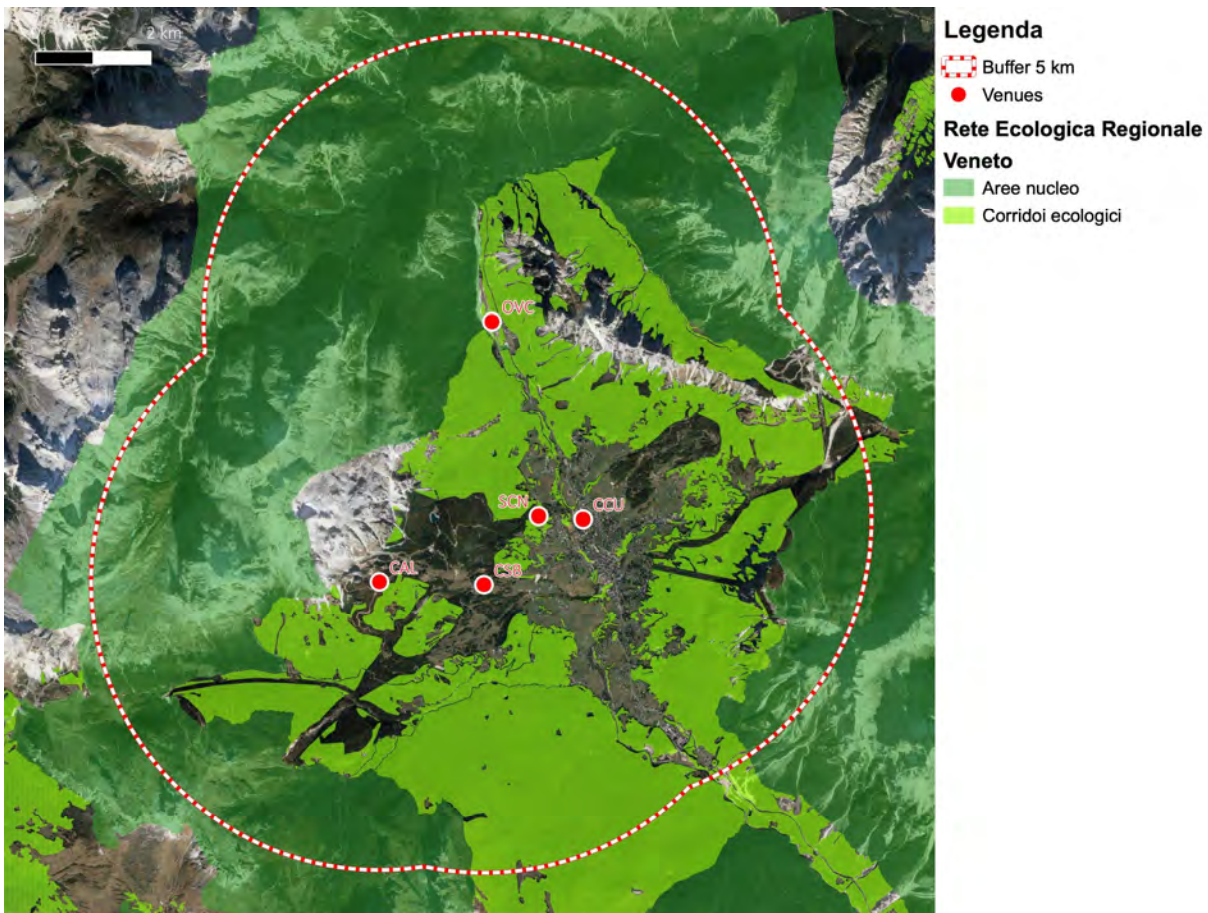 2 km
Legenda
Buffer 5 km
Venues
Rete Ecologica Regionale
Veneto
Aree nucleo
Corridoi ecologici
OVC
SCN
CCU
CAL
CSB